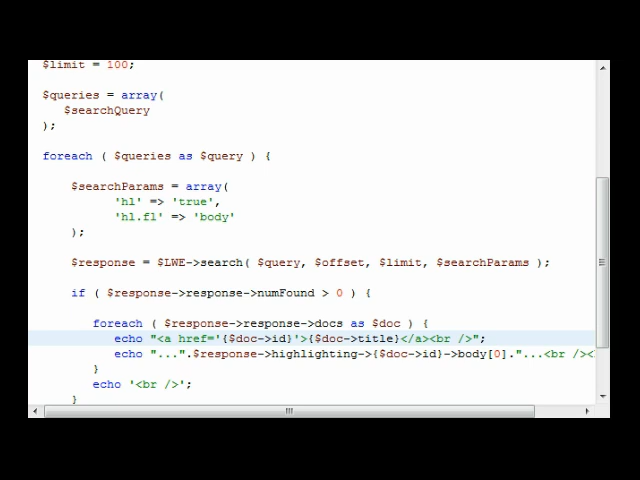 $limit = 100;
$queries = array(
$searchQuery
);
foreach ( $queries as $query ) {
$searchParams = array(
'hl' => 'true',
'hl.fl' => 'body'
);
$response = $LWE->search( $query, $offset, $limit, $searchParams );
if ( $response->response->numFound > 0 ) {
foreach ( $response->response->docs as $doc ) {
echo "<a href='{$doc->id}'>{$doc->title}</a><br />";
echo "...".$response->highlighting->{$doc->id}->body[0]."...<br /><
}
echo '<br />';
}